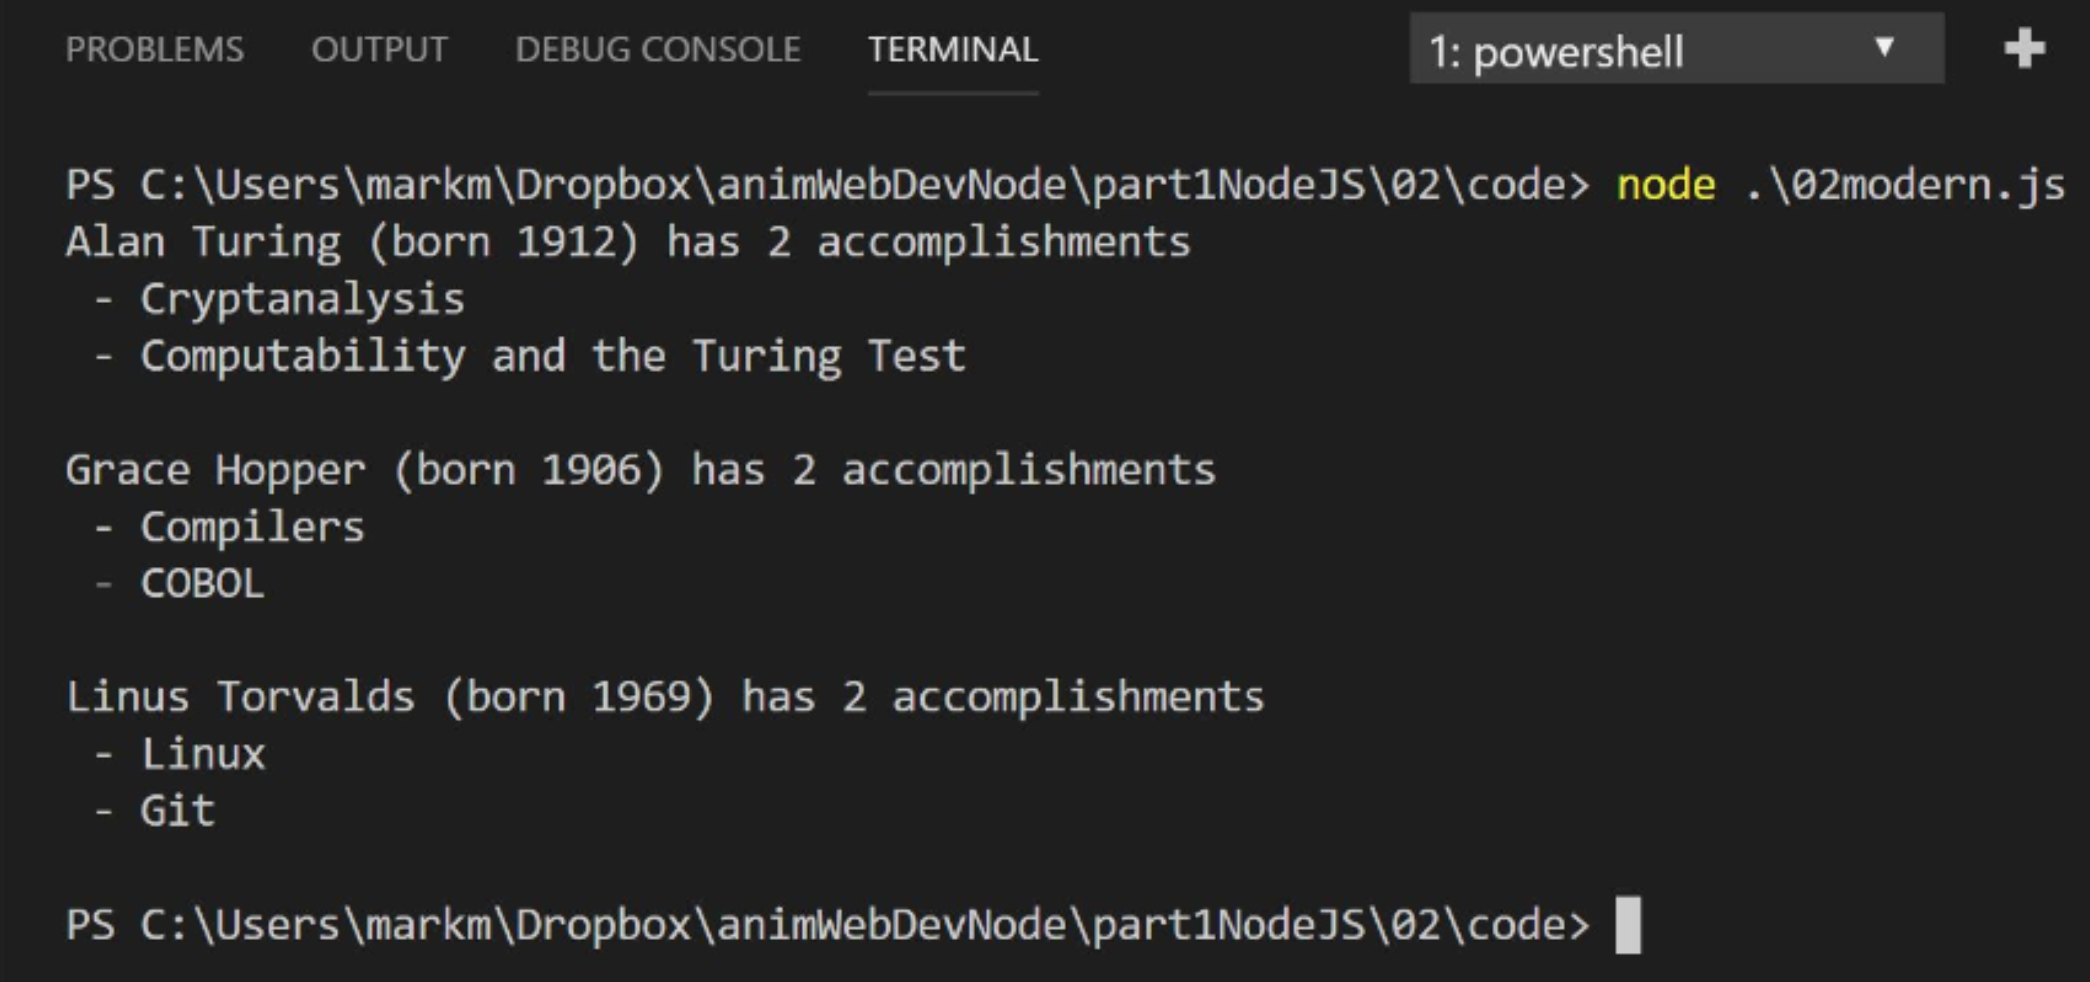 PROBLEMS OUTPUT DEBUG CONSOLE TERMINAL 1: powershell
PS C:\Users\markm\Dropbox\animWebDevNode\part1NodeJS\02\code> node .\02modern.js
Alan Turing (born 1912) has 2 accomplishments
- Cryptanalysis
- Computability and the Turing Test
Grace Hopper (born 1906) has 2 accomplishments
- Compilers
- COBOL
Linus Torvalds (born 1969) has 2 accomplishments
- Linux
- Git
PS C:\Users\markm\Dropbox\animWebDevNode\part1NodeJS\02\code>